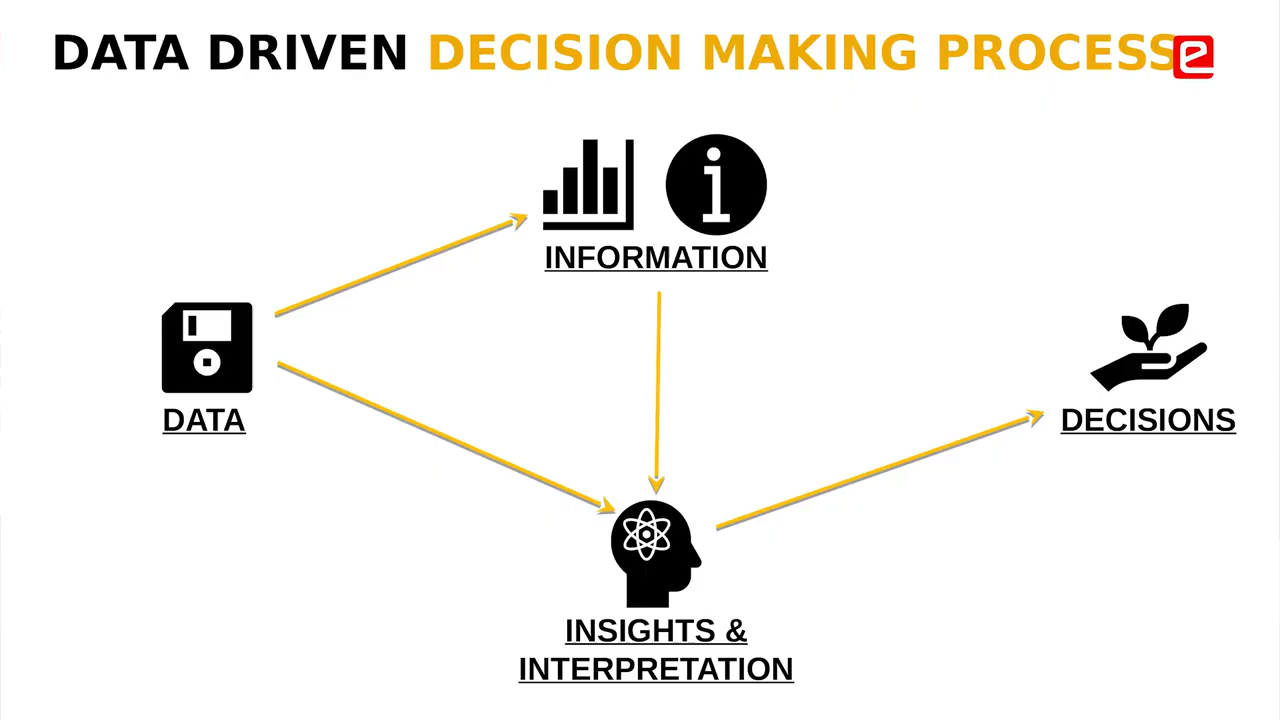 DATA DRIVEN DECISION MAKING PROCESS
e
i
INFORMATION
DATA
DECISIONS
INSIGHTS &
INTERPRETATION